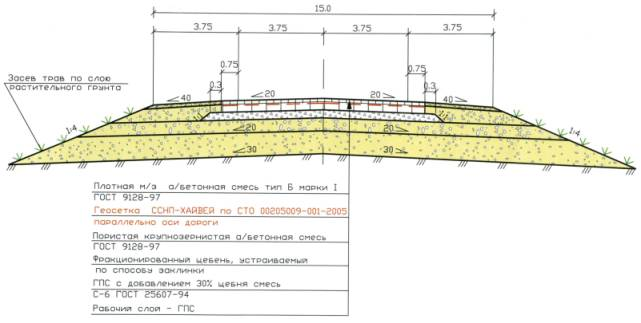 15.0
3.75 3.75 3.75 3.75
0.75 0.75
0.3 0.3
Засев трав по слою
растительного грунта
40 20 20 40
1:4 20 20 1:4
30 30
Плотная м/з а/бетонная смесь тип Б марки I
ГОСТ 9128-97
Геосетка ССНП-ХАЙВЕЙ по СТО 00205009-001-2005
параллельно оси дороги
Пористая крупнозернистая а/бетонная смесь
ГОСТ 9128-97
Фракционированный щебень, устраиваемый
по способу заклинки
ГПС с добавлением 30% щебня смесь
С-6 ГОСТ 25607-94
Рабочий слой - ГПС